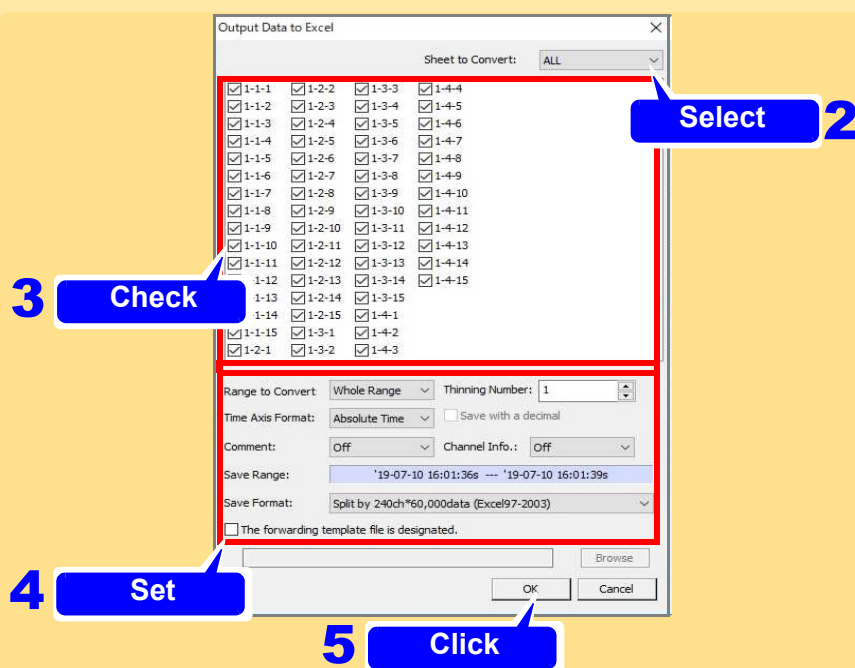 Output Data to Excel
Sheet to Convert: ALL
1-1-1 1-2-2 1-3-3 1-4-4
1-1-2 1-2-3 1-3-4 1-4-5
Select 2
1-1-3 1-2-4 1-3-5 1-4-6
1-1-4 1-2-5 1-3-6 1-4-7
1-1-5 1-2-6 1-3-7 1-4-8
1-1-6 1-2-7 1-3-8 1-4-9
1-1-7 1-2-8 1-3-9 1-4-10
1-1-8 1-2-9 1-3-10 1-4-11
1-1-9 1-2-10 1-3-11 1-4-12
1-1-10 1-2-11 1-3-12 1-4-13
1-1-11 1-2-12 1-3-13 1-4-14
1-12 1-2-13 1-3-14 1-4-15
3 Check
1-13 1-2-14 1-3-15
1-14 1-2-15 1-4-1
1-1-15 1-3-1 1-4-2
1-2-1 1-3-2 1-4-3
Range to Convert Whole Range Thinning Number: 1
Time Axis Format: Absolute Time Save with a decimal
Comment: Off Channel Info.: Off
Save Range: '19-07-10 16:01:36s --- '19-07-10 16:01:39s
Save Format: Split by 240ch*60,000data (Excel97-2003)
The forwarding template file is designated.
Browse
4 Set
OK Cancel
5 Click